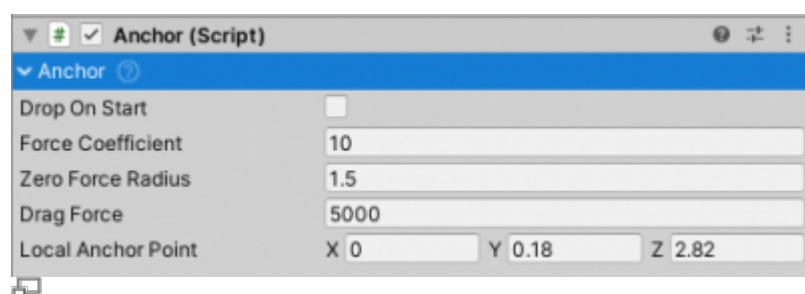 # Anchor (Script)
Anchor ?
Drop On Start
Force Coefficient 10
Zero Force Radius 1.5
Drag Force 5000
Local Anchor Point X 0 Y 0.18 Z 2.82